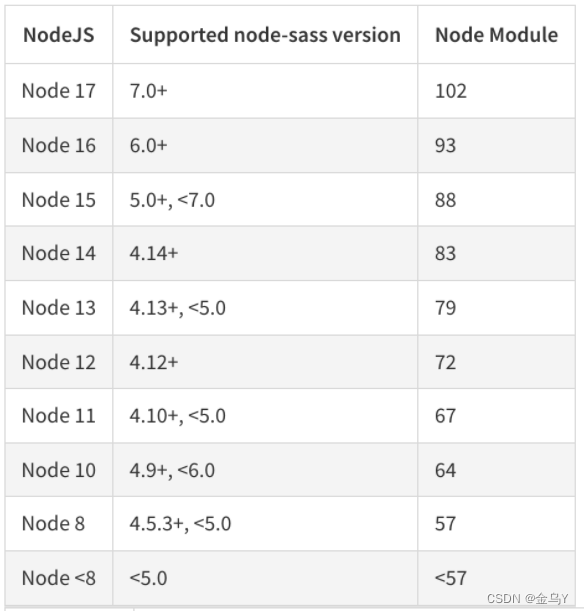 NodeJS Supported node-sass version Node Module
Node 17 7.0+ 102
Node 16 6.0+ 93
Node 15 5.0+, <7.0 88
Node 14 4.14+ 83
Node 13 4.13+, <5.0 79
Node 12 4.12+ 72
Node 11 4.10+, <5.0 67
Node 10 4.9+, <6.0 64
Node 8 4.5.3+, <5.0 57
Node <8 <5.0 <57
CSDN @金乌Y